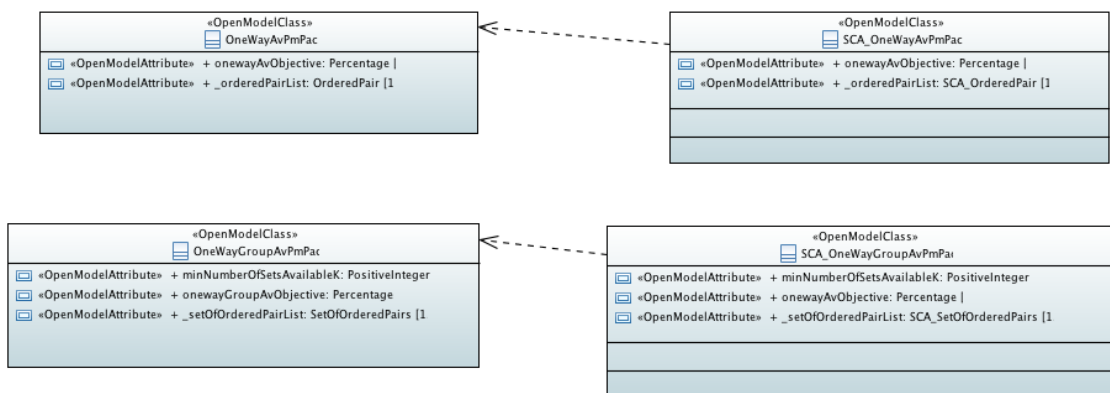 «OpenModelClass»
OneWayAvPmPac
«OpenModelAttribute» + onewayAvObjective: Percentage |
«OpenModelAttribute» + _orderedPairList: OrderedPair [1
«OpenModelClass»
SCA_OneWayAvPmPac
«OpenModelAttribute» + onewayAvObjective: Percentage |
«OpenModelAttribute» + _orderedPairList: SCA_OrderedPair [1
«OpenModelClass»
OneWayGroupAvPmPac
«OpenModelAttribute» + minNumberOfSetsAvailableK: PositiveInteger
«OpenModelAttribute» + onewayGroupAvObjective: Percentage
«OpenModelAttribute» + _setOfOrderedPairList: SetOfOrderedPairs [1
«OpenModelClass»
SCA_OneWayGroupAvPmPac
«OpenModelAttribute» + minNumberOfSetsAvailableK: PositiveInteger
«OpenModelAttribute» + onewayAvObjective: Percentage |
«OpenModelAttribute» + _setOfOrderedPairList: SCA_SetOfOrderedPairs [1